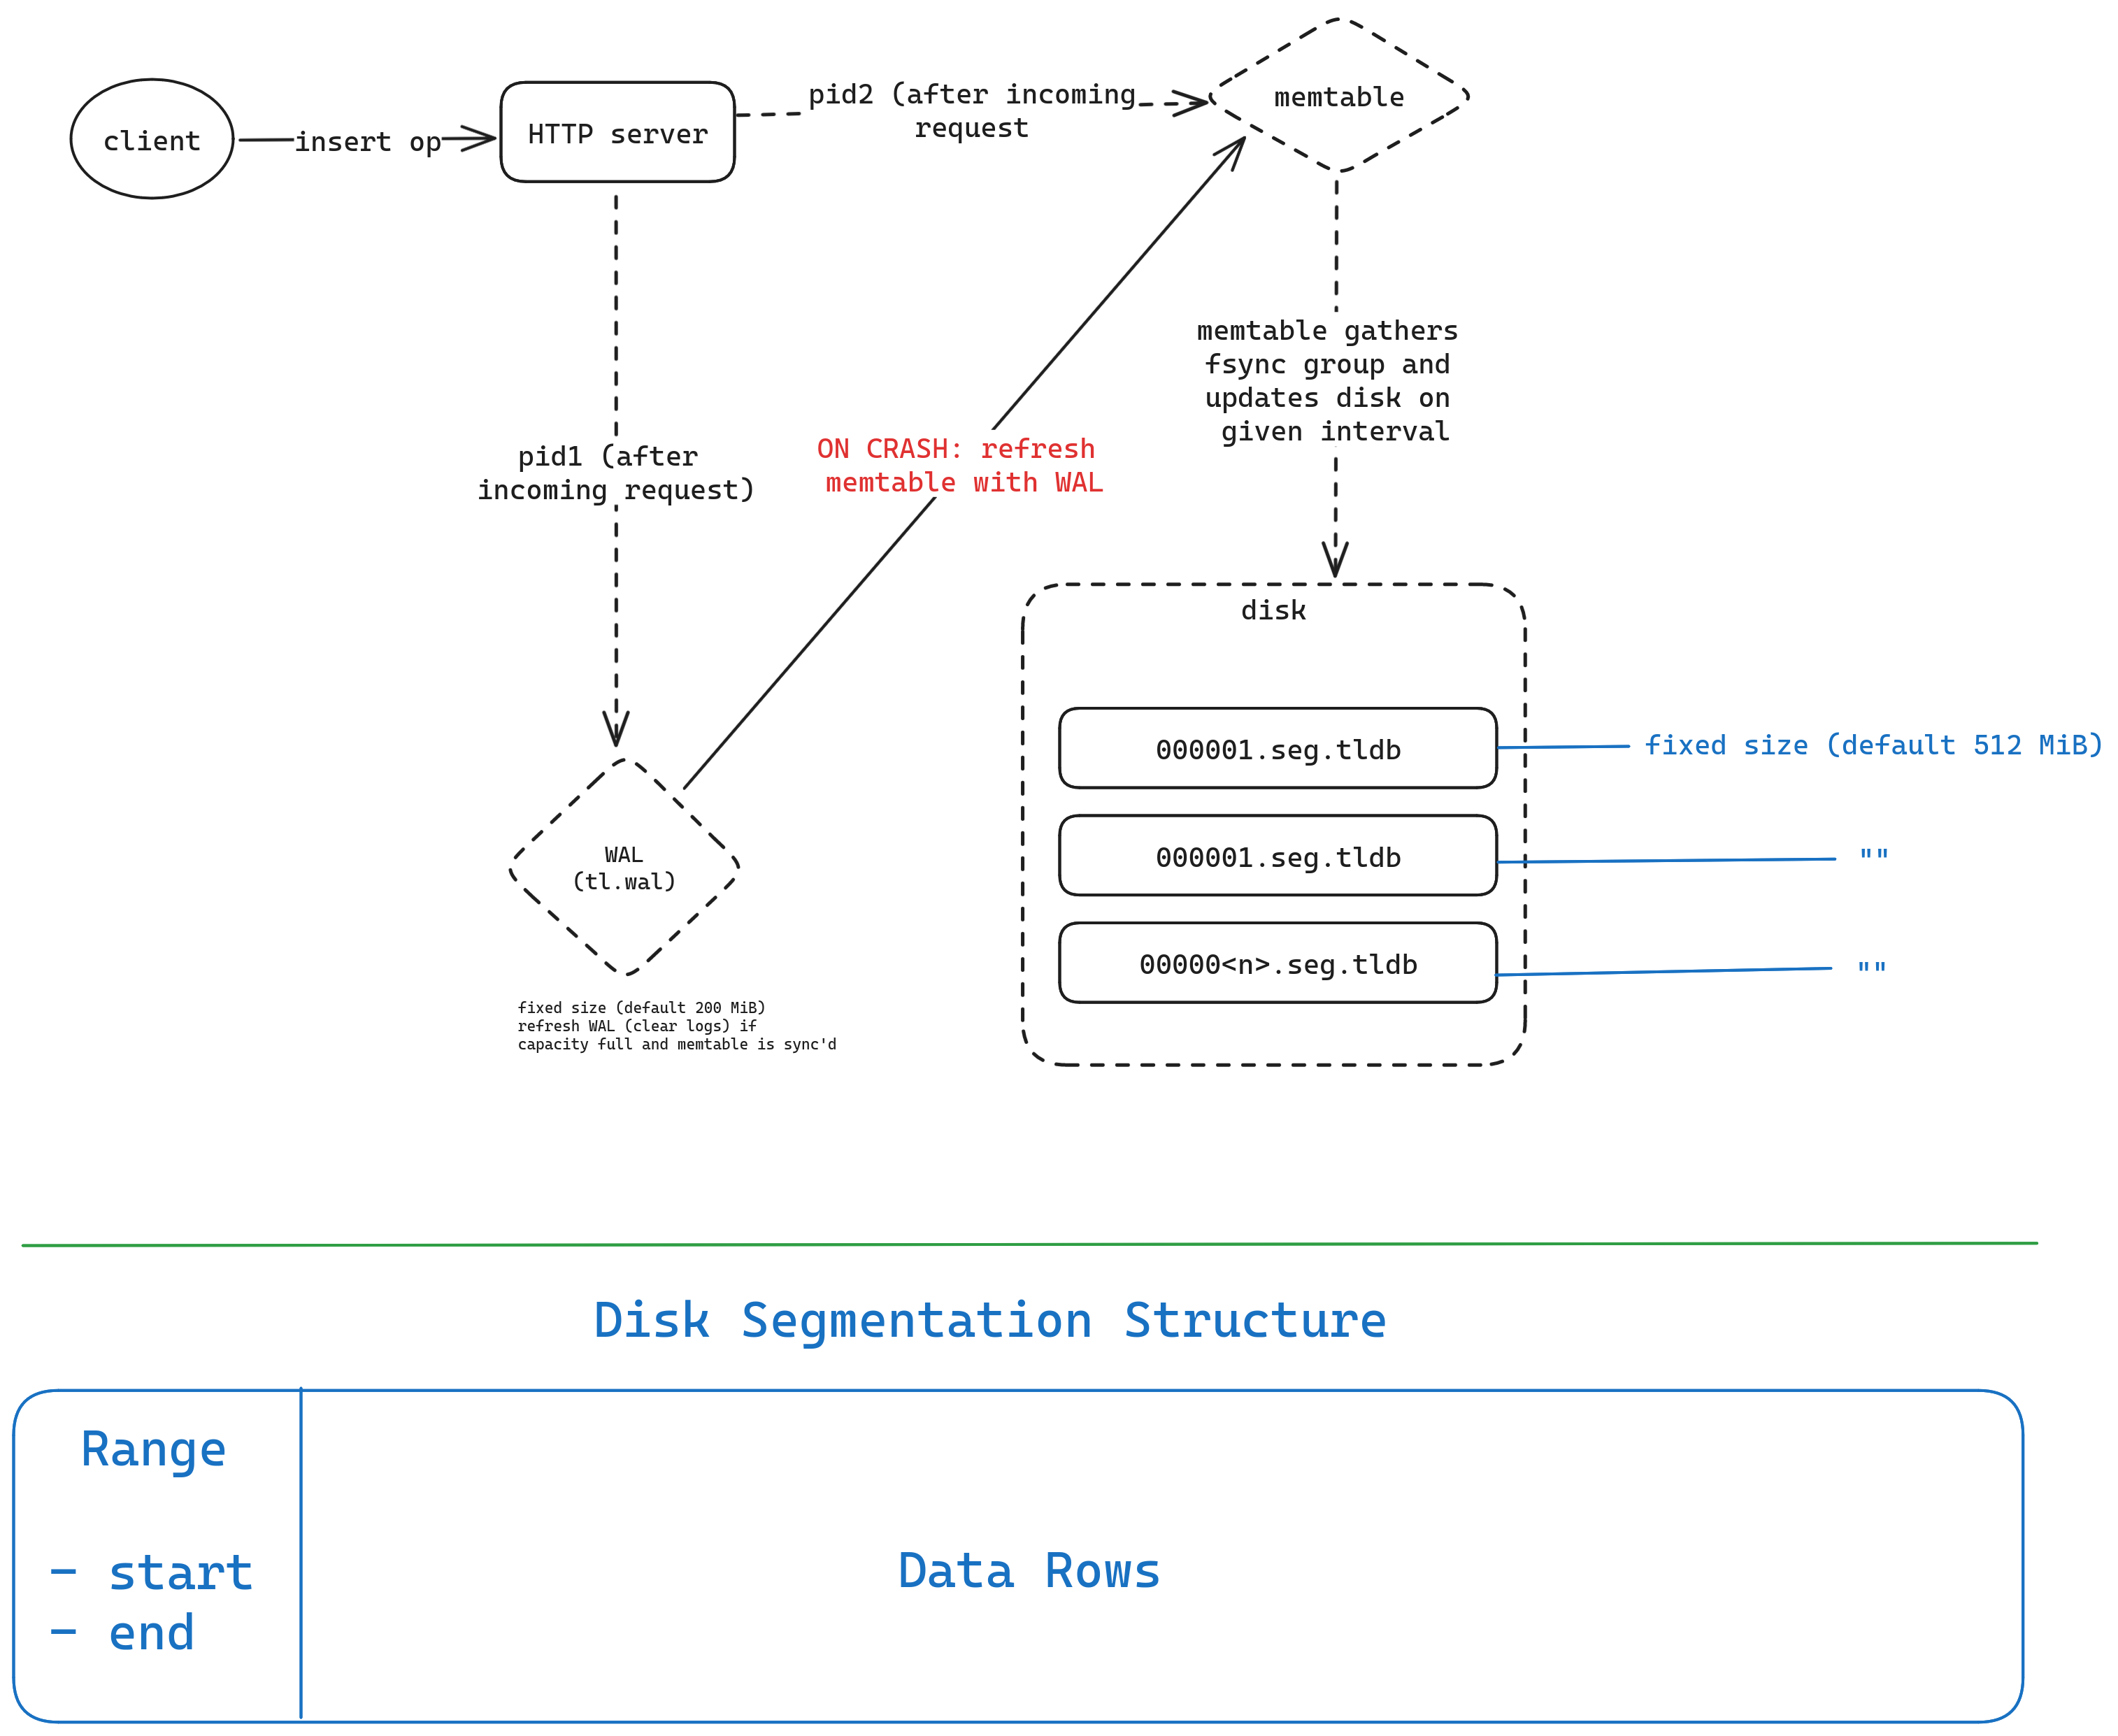 client
insert op
HTTP server
pid2 (after incoming
request
memtable
memtable gathers
fsync group and
updates disk on
given interval
pid1 (after
incoming request)
ON CRASH: refresh
memtable with WAL
disk
000001.seg.tldb
fixed size (default 512 MiB)
000001.seg.tldb
""
00000<n>.seg.tldb
""
WAL
(tl.wal)
fixed size (default 200 MiB)
refresh WAL (clear logs) if
capacity full and memtable is sync'd
Disk Segmentation Structure
Range
- start
- end
Data Rows